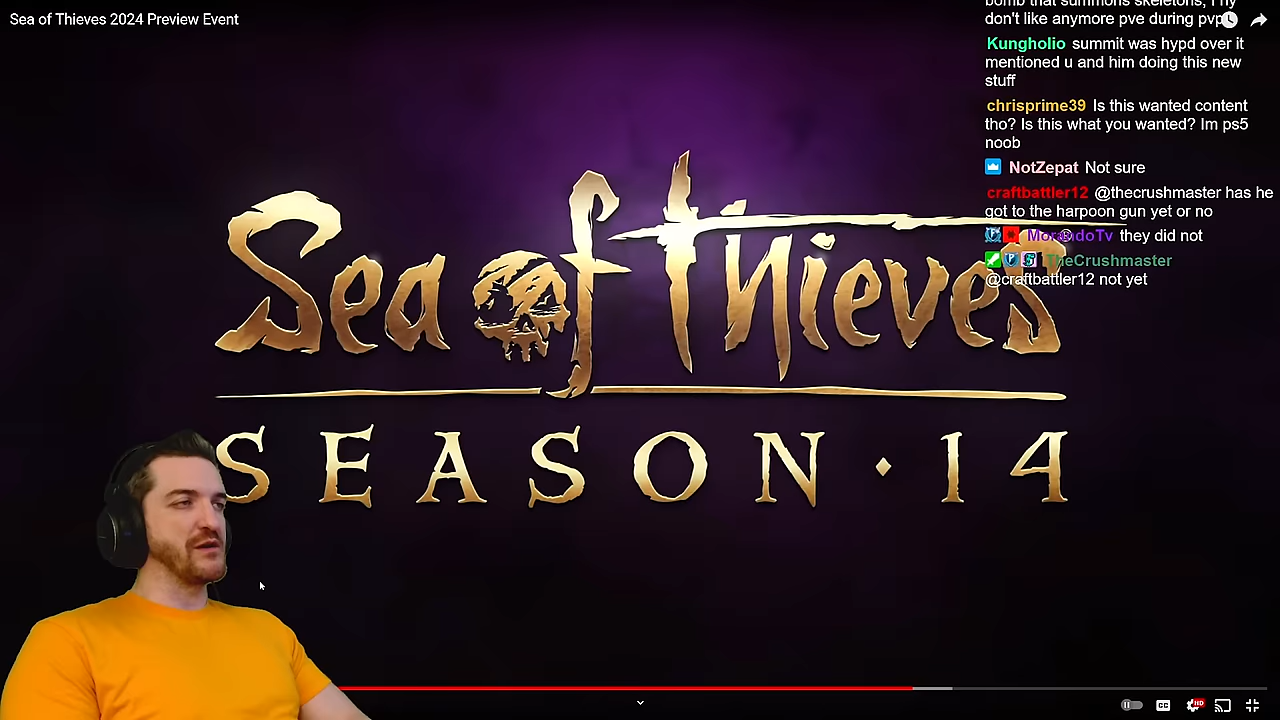 Sea of Thieves 2024 Preview Event
don't like anymore pve during pvp
Kungholio summit was hypd over it
mentioned u and him doing this new
stuff
chrisprime39 Is this wanted content
tho? Is this what you wanted? Im ps5
noob
NotZepat Not sure
craftbattler12 @thecrushmaster has he
got to the harpoon gun yet or no
they did not
TheCrushmaster
@craftbattler12 not yet
Sea of Thieves
SEASON · 14
CC
HD